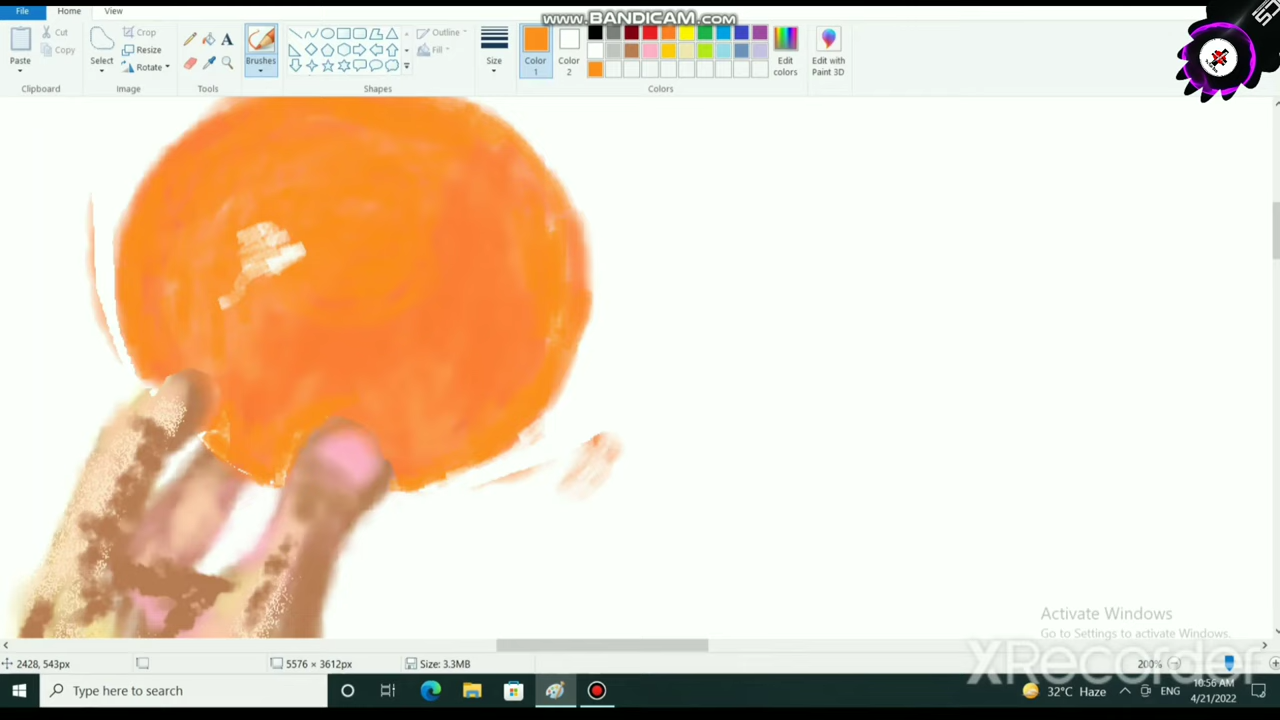 www.BANDICAM.com
File
Home
View
Paste
Cut
Copy
Clipboard
Select
Crop
Resize
Rotate
Image
Tools
Brushes
Outline
Fill
Shapes
Size
Color 1
Color 2
Edit colors
Edit with Paint 3D
Colors
Activate Windows
Go to Settings to activate Windows.
2428, 543px
5576 × 3612px
Size: 3.3MB
200%
XRecorder
Type here to search
32°C Haze
ENG
10:56 AM
4/21/2022